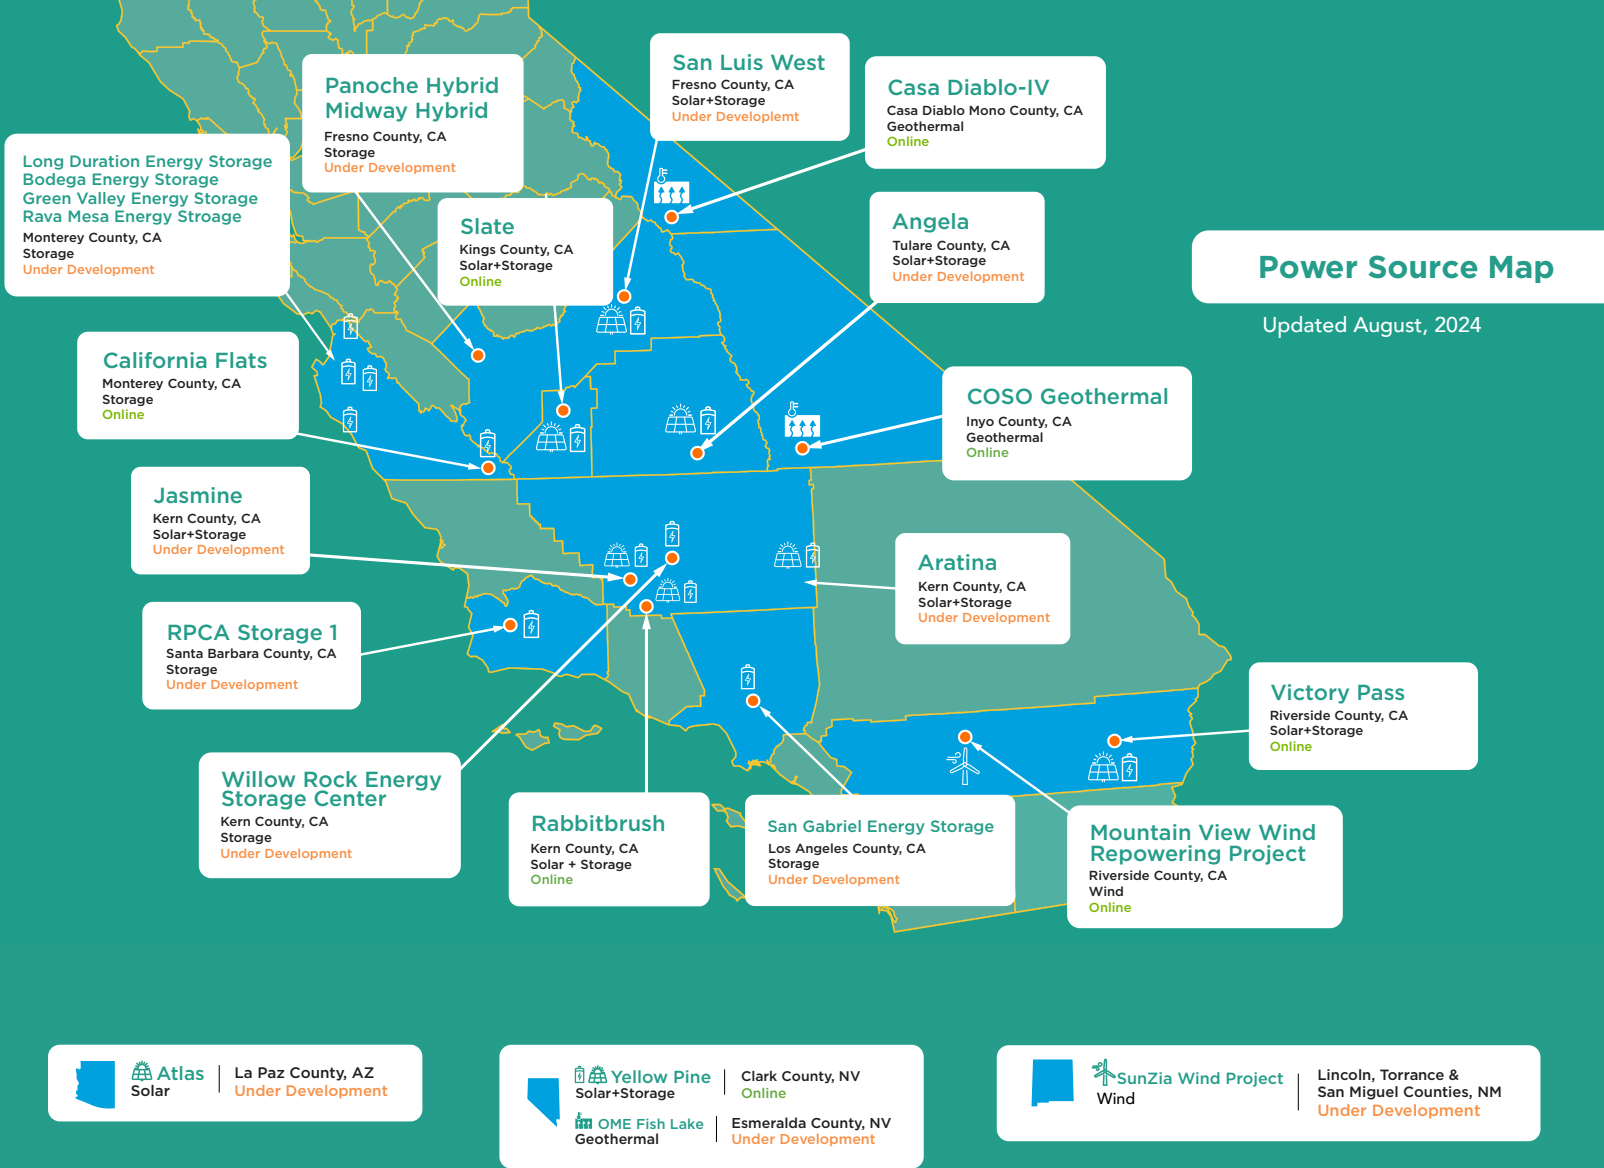 Panoche Hybrid
Midway Hybrid
Fresno County, CA
Storage
Under Development
San Luis West
Fresno County, CA
Solar+Storage
Under Developlemt
Casa Diablo-IV
Casa Diablo Mono County, CA
Geothermal
Online
Long Duration Energy Storage
Bodega Energy Storage
Green Valley Energy Storage
Rava Mesa Energy Stroage
Monterey County, CA
Storage
Under Development
Slate
Kings County, CA
Solar+Storage
Online
Angela
Tulare County, CA
Solar+Storage
Under Development
Power Source Map
Updated August, 2024
California Flats
Monterey County, CA
Storage
Online
COSO Geothermal
Inyo County, CA
Geothermal
Online
Jasmine
Kern County, CA
Solar+Storage
Under Development
Aratina
Kern County, CA
Solar+Storage
Under Development
RPCA Storage 1
Santa Barbara County, CA
Storage
Under Development
Victory Pass
Riverside County, CA
Solar+Storage
Online
Willow Rock Energy
Storage Center
Kern County, CA
Storage
Under Development
Rabbitbrush
Kern County, CA
Solar + Storage
Online
San Gabriel Energy Storage
Los Angeles County, CA
Storage
Under Development
Mountain View Wind
Repowering Project
Riverside County, CA
Wind
Online
Atlas
Solar
La Paz County, AZ
Under Development
Yellow Pine
Solar+Storage
Clark County, NV
Online
OME Fish Lake
Geothermal
Esmeralda County, NV
Under Development
SunZia Wind Project
Wind
Lincoln, Torrance &
San Miguel Counties, NM
Under Development